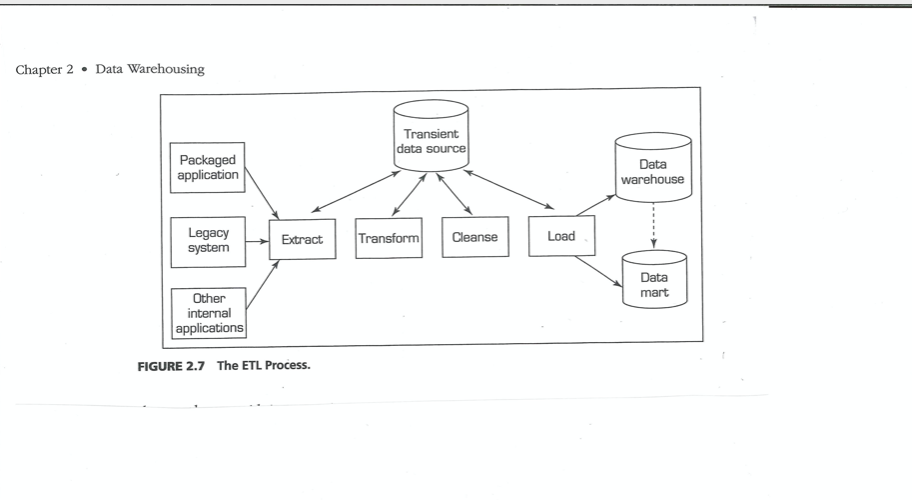 Chapter 2 • Data Warehousing
Transient
data source
Packaged
application
Legacy
system
Other
internal
applications
Extract
Transform
Cleanse
Load
Data
warehouse
Data
mart
FIGURE 2.7 The ETL Process.